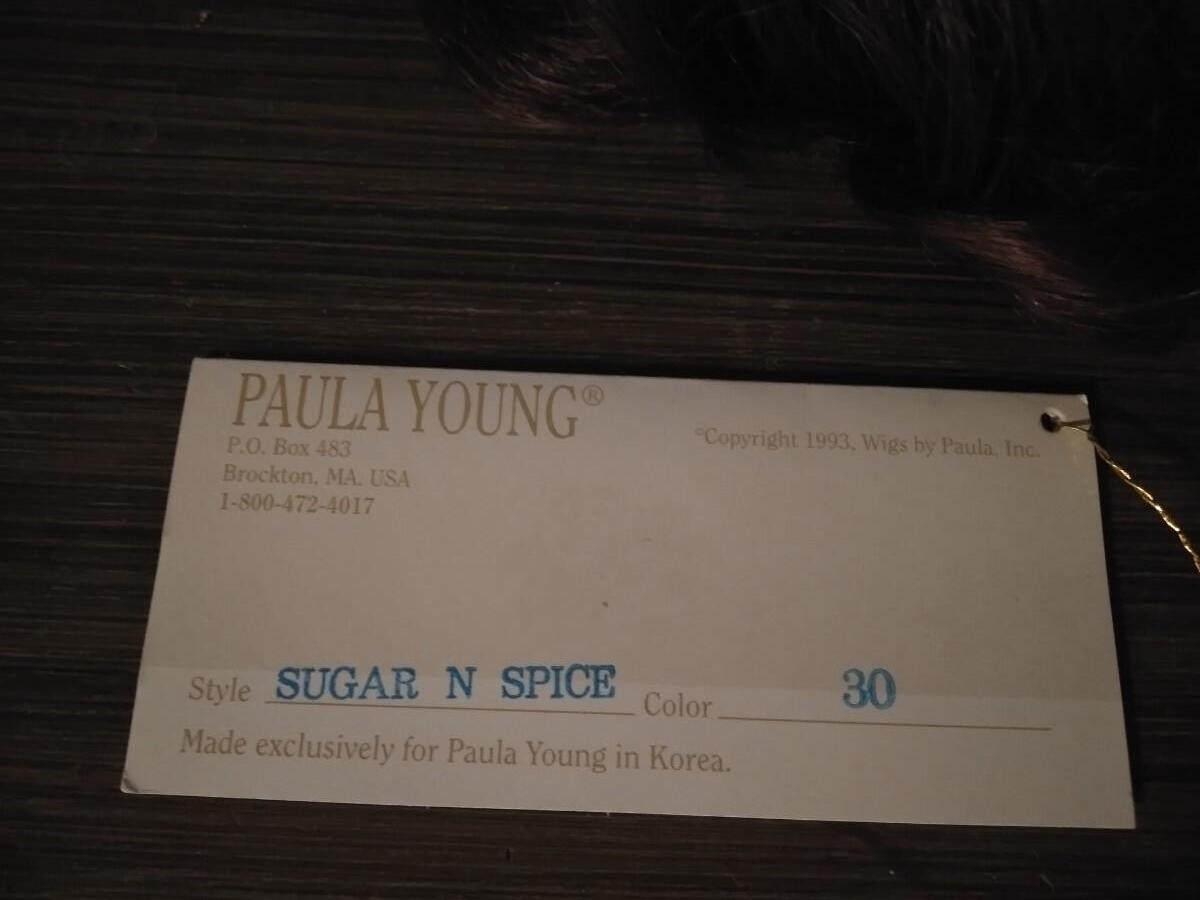 PAULA YOUNG®
P.O. Box 483
Brockton, MA. USA
1-800-472-4017
©Copyright 1993, Wigs by Paula, Inc.
Style SUGAR N SPICE Color 30
Made exclusively for Paula Young in Korea.